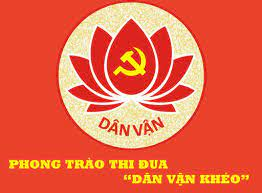 DÂN VẬN
PHONG TRÀO THI ĐUA
“DÂN VẬN KHÉO”